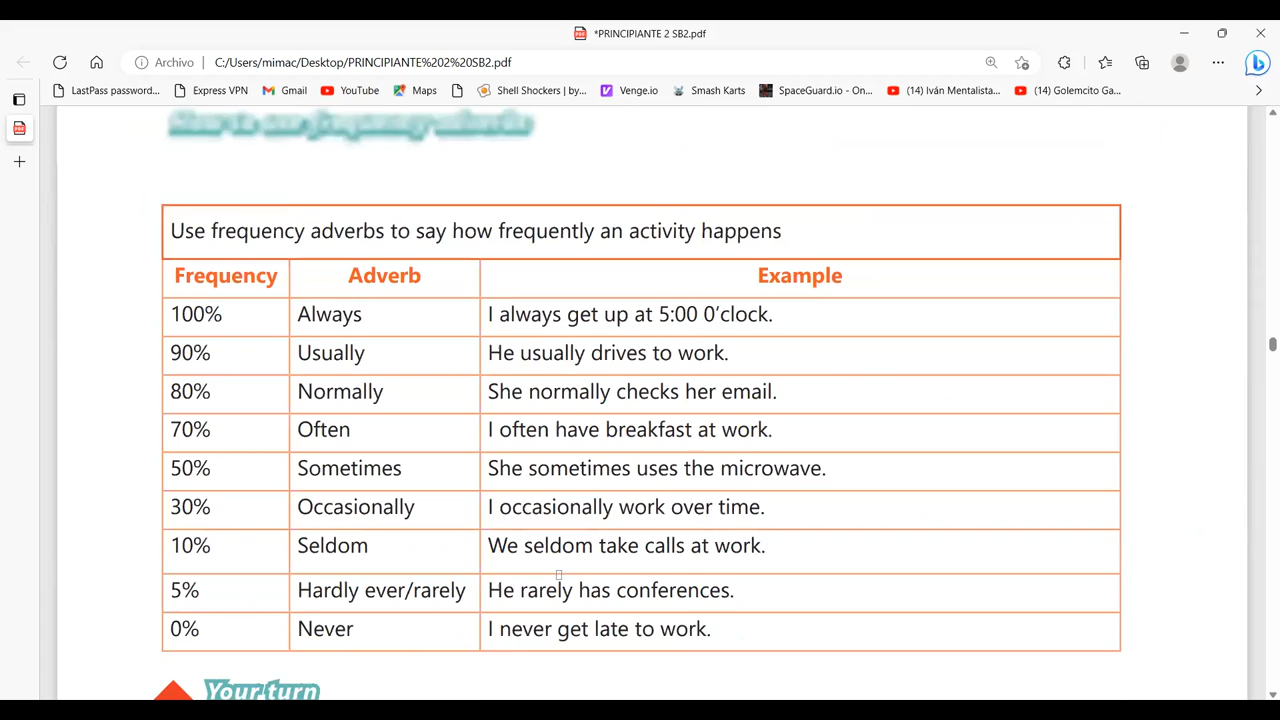 *PRINCIPIANTE 2 SB2.pdf
Archivo C:/Users/mimac/Desktop/PRINCIPIANTE%202%20SB2.pdf
LastPass password... Express VPN Gmail YouTube Maps Shell Shockers | by... Venge.io Smash Karts SpaceGuard.io - On... (14) Iván Mentalista... (14) Golemcito Ga...
How to use frequency adverbs
Use frequency adverbs to say how frequently an activity happens
Frequency Adverb Example
100% Always I always get up at 5:00 0’clock.
90% Usually He usually drives to work.
80% Normally She normally checks her email.
70% Often I often have breakfast at work.
50% Sometimes She sometimes uses the microwave.
30% Occasionally I occasionally work over time.
10% Seldom We seldom take calls at work.
5% Hardly ever/rarely He rarely has conferences.
0% Never I never get late to work.
Your turn